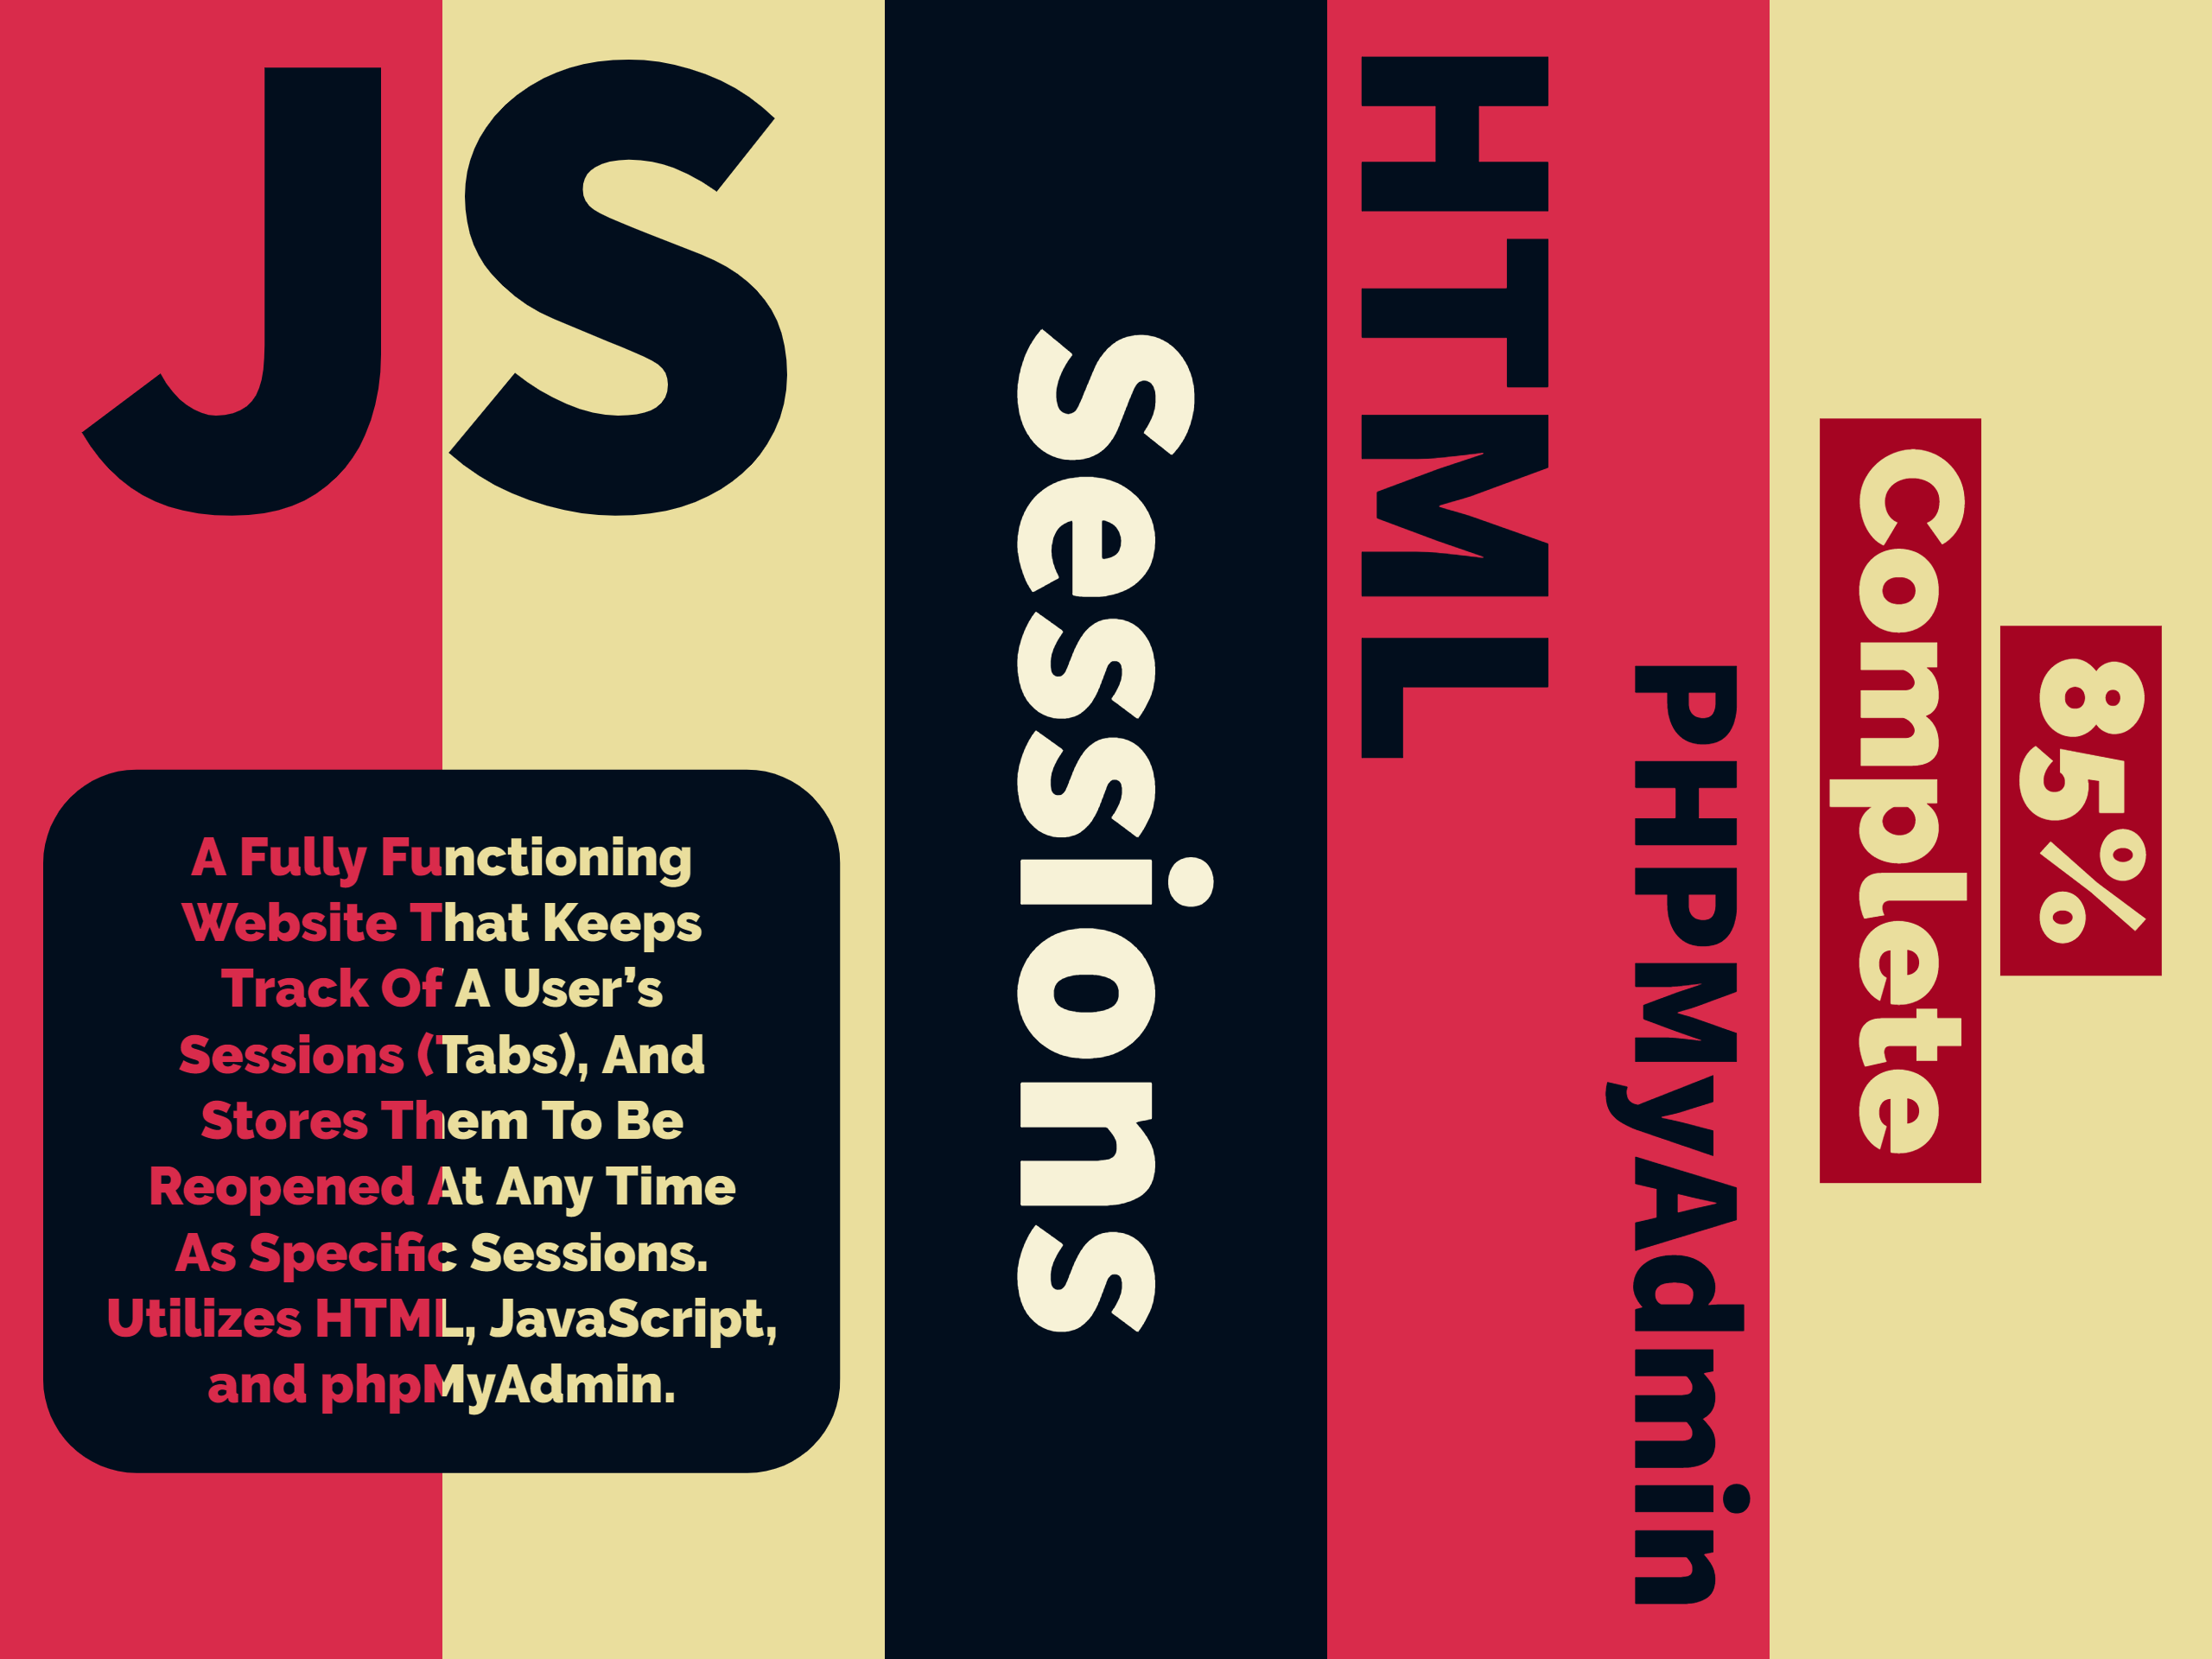 JS
A Fully Functioning
Website That Keeps
Track Of A User's
Sessions (Tabs), And
Stores Them To Be
Reopened At Any Time
As Specific Sessions.
Utilizes HTML, JavaScript,
and phpMyAdmin.
Sessions
HTML
PHPMyAdmin
85%
Complete